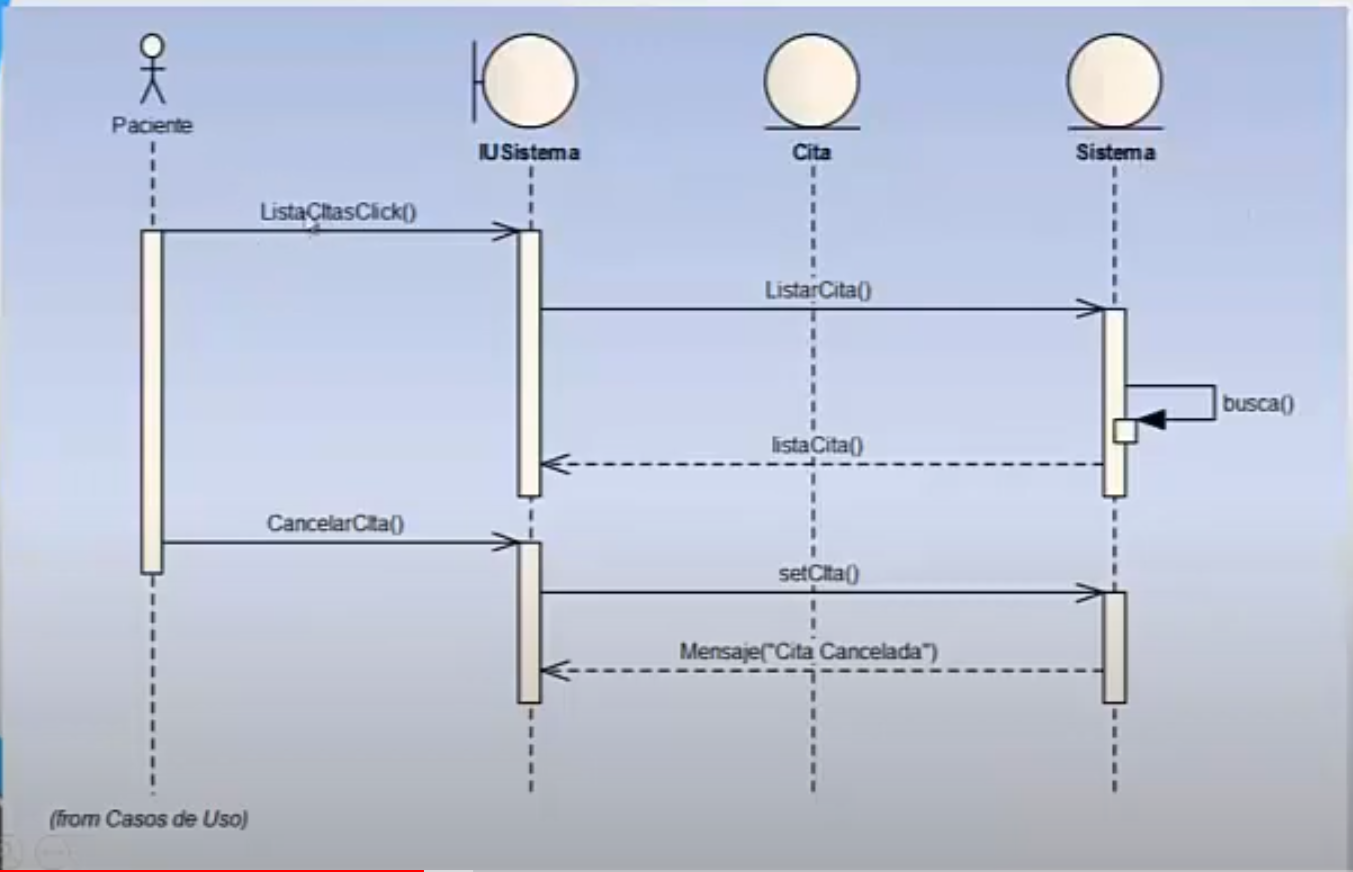 Paciente
IUSistema
Cita
Sistema
ListaCItasClick()
ListarCita()
busca()
listaCita()
CancelarCIta()
setCIta()
Mensaje("Cita Cancelada")
(from Casos de Uso)